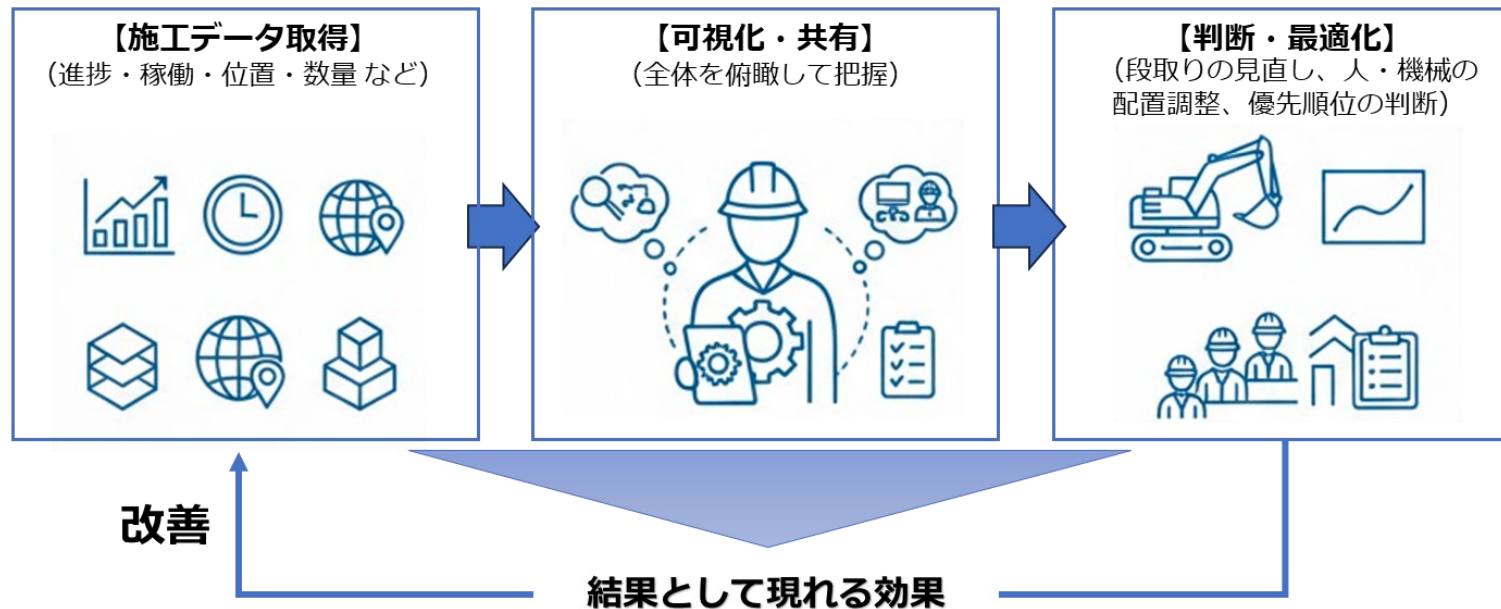 【施工データ取得】
（進捗・稼働・位置・数量 など）
【可視化・共有】
（全体を俯瞰して把握）
【判断・最適化】
（段取りの見直し、人・機械の
配置調整、優先順位の判断）
改善
結果として現れる効果